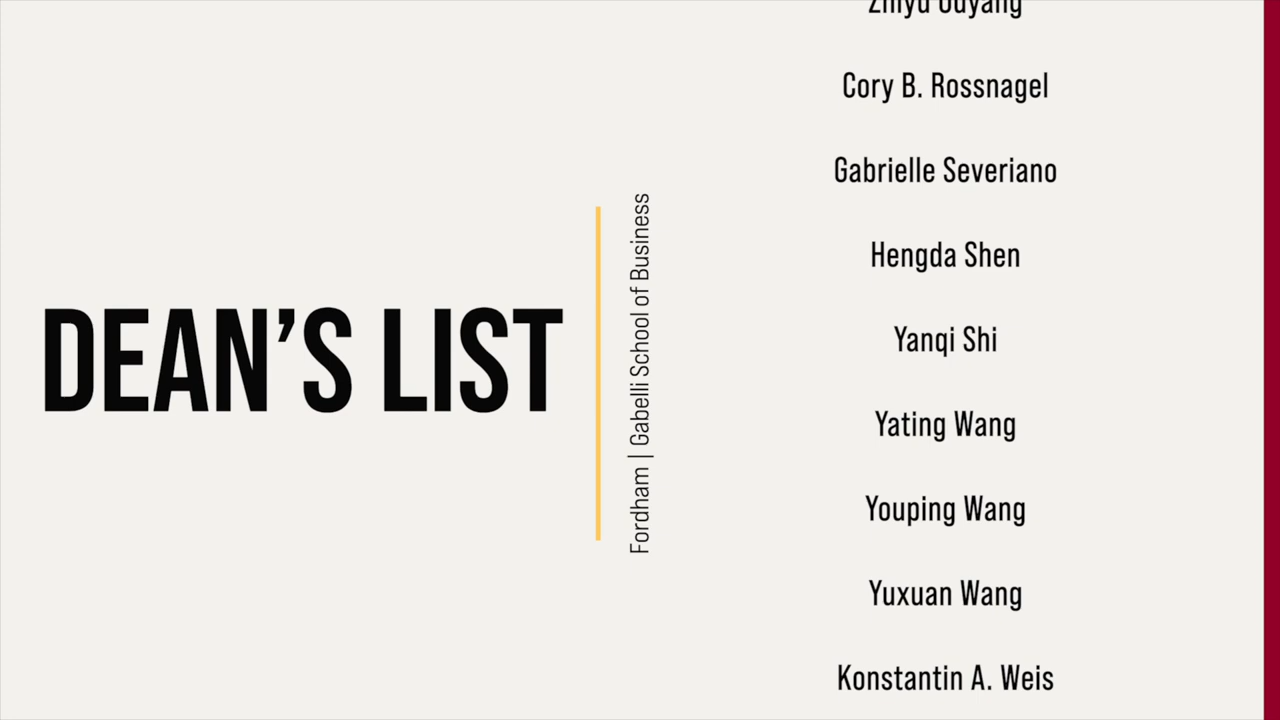 DEAN'S LIST
Fordham | Gabelli School of Business
Cory B. Rossnagel
Gabrielle Severiano
Hengda Shen
Yanqi Shi
Yating Wang
Youping Wang
Yuxuan Wang
Konstantin A. Weis